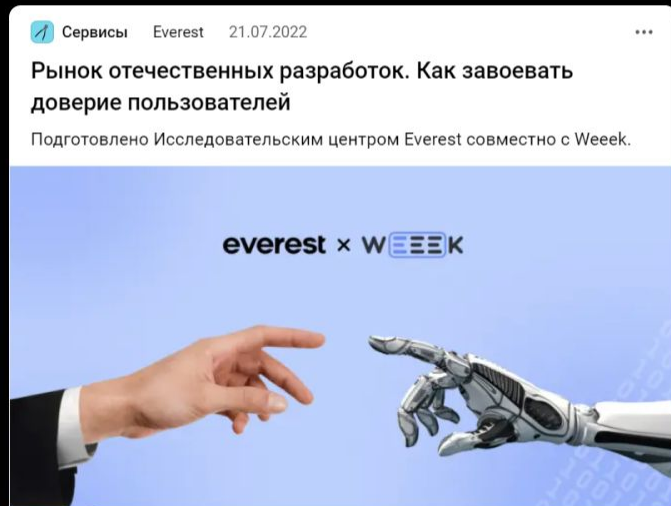 Сервисы Everest 21.07.2022
Рынок отечественных разработок. Как завоевать
доверие пользователей
Подготовлено Исследовательским центром Everest совместно с Weeek.
everest × WEEEK